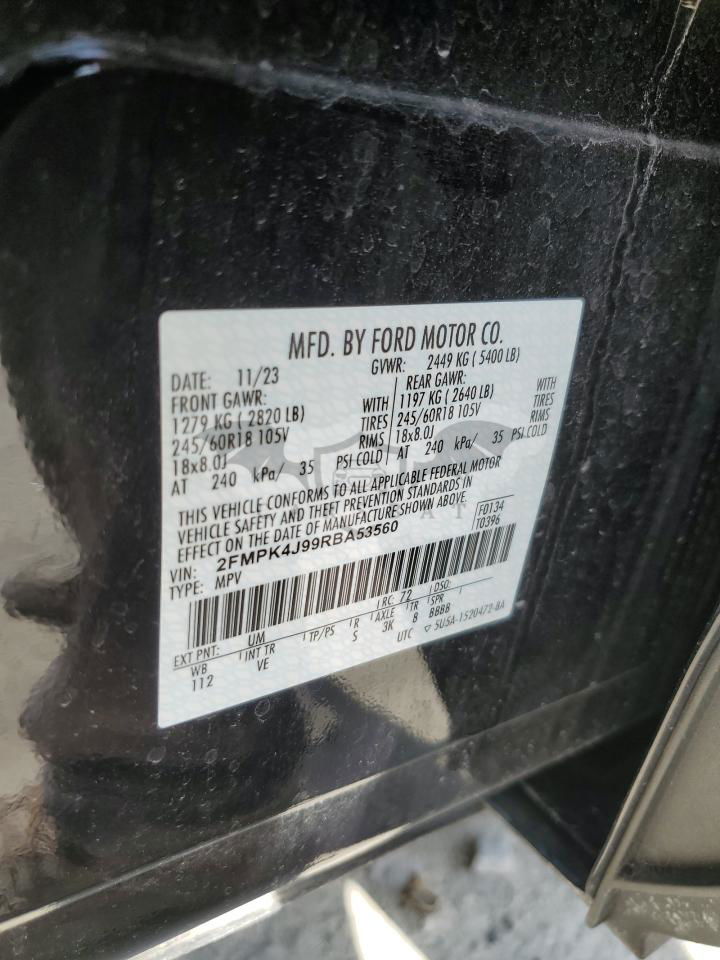 MFD. BY FORD MOTOR CO.
DATE: 11/23 GVWR: 2449 KG ( 5400 LB)
FRONT GAWR: REAR GAWR:
1279 KG ( 2820 LB) WITH 1197 KG ( 2640 LB) WITH
245/60R18 105V TIRES 245/60R18 105V TIRES
18x8.0J RIMS 18x8.0J RIMS
AT 240 kPa/ 35 PSI COLD AT 240 kPa/ 35 PSI COLD
THIS VEHICLE CONFORMS TO ALL APPLICABLE FEDERAL MOTOR
VEHICLE SAFETY AND THEFT PREVENTION STANDARDS IN
EFFECT ON THE DATE OF MANUFACTURE SHOWN ABOVE.
VIN: 2FMPK4J99RBA53560
TYPE: MPV
F0134
T0396
EXT PNT: UM RC: 72 DSO:
WB INT TR TP/PS R AXLE TR SPR
112 VE S 3K 8 BBBB
UTC ▽ 5U5A-1520472-BA